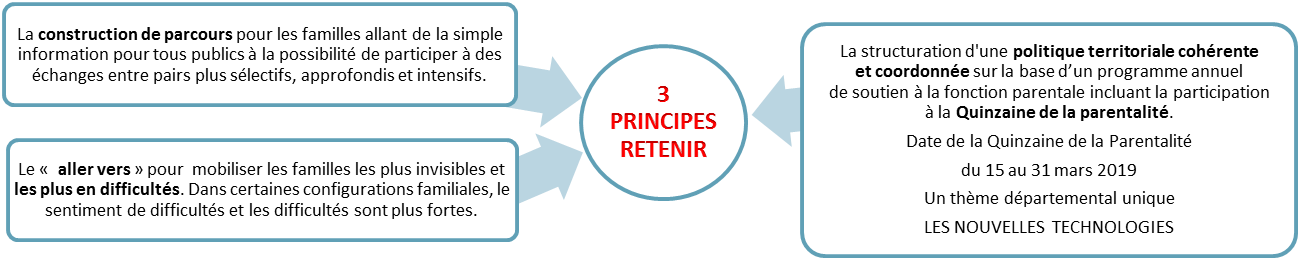 La construction de parcours pour les familles allant de la simple
information pour tous publics à la possibilité de participer à des
échanges entre pairs plus sélectifs, approfondis et intensifs.
Le « aller vers » pour mobiliser les familles les plus invisibles et
les plus en difficultés. Dans certaines configurations familiales, le
sentiment de difficultés et les difficultés sont plus fortes.
3
PRINCIPES
RETENIR
La structuration d'une politique territoriale cohérente
et coordonnée sur la base d’un programme annuel
de soutien à la fonction parentale incluant la participation
à la Quinzaine de la parentalité.
Date de la Quinzaine de la Parentalité
du 15 au 31 mars 2019
Un thème départemental unique
LES NOUVELLES TECHNOLOGIES